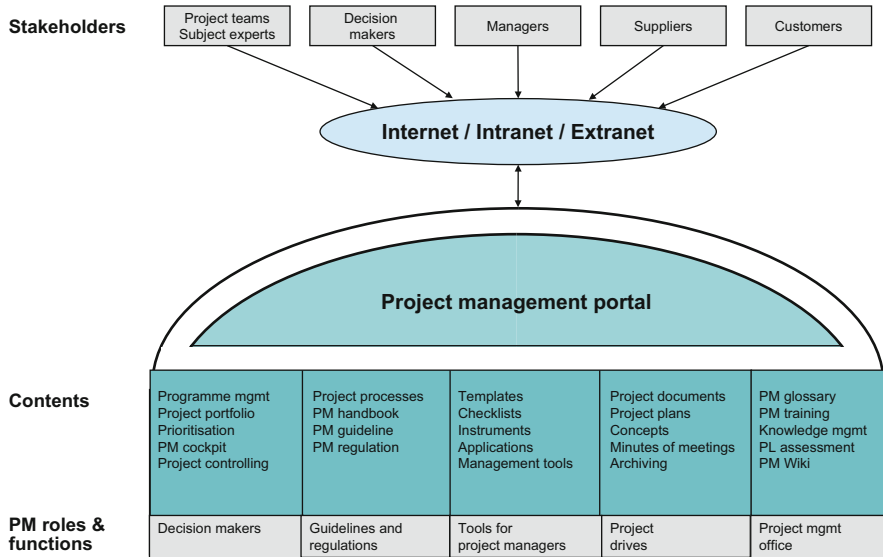 Stakeholders
Project teams
Subject experts
Decision
makers
Managers
Suppliers
Customers
Internet / Intranet / Extranet
Project management portal
Contents
Programme mgmt
Project portfolio
Prioritisation
PM cockpit
Project controlling
Project processes
PM handbook
PM guideline
PM regulation
Templates
Checklists
Instruments
Applications
Management tools
Project documents
Project plans
Concepts
Minutes of meetings
Archiving
PM glossary
PM training
Knowledge mgmt
PL assessment
PM Wiki
PM roles &
functions
Decision makers
Guidelines and
regulations
Tools for
project managers
Project
drives
Project mgmt
office